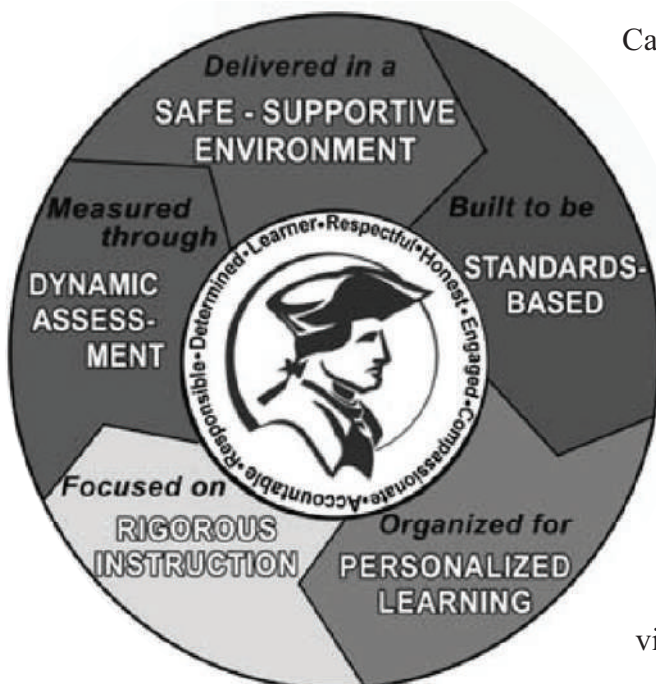 Ca
Delivered in a
SAFE - SUPPORTIVE
ENVIRONMENT
Built to be
STANDARDS-
BASED
Organized for
PERSONALIZED
LEARNING
Focused on
RIGOROUS
INSTRUCTION
Measured
through
DYNAMIC
ASSESS-
MENT
Responsible•Determined•Learner•Respectful•Honest•Engaged•Compassionate•Accountable•
vi